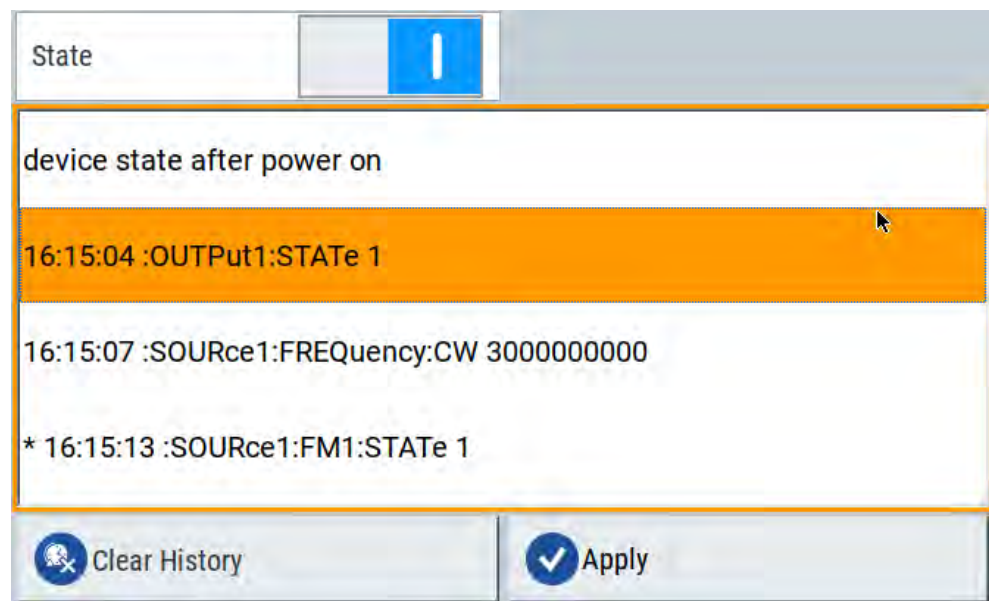 State
device state after power on
16:15:04 :OUTPut1:STATe 1
16:15:07 :SOURce1:FREQuency:CW 3000000000
* 16:15:13 :SOURce1:FM1:STATe 1
Clear History
Apply